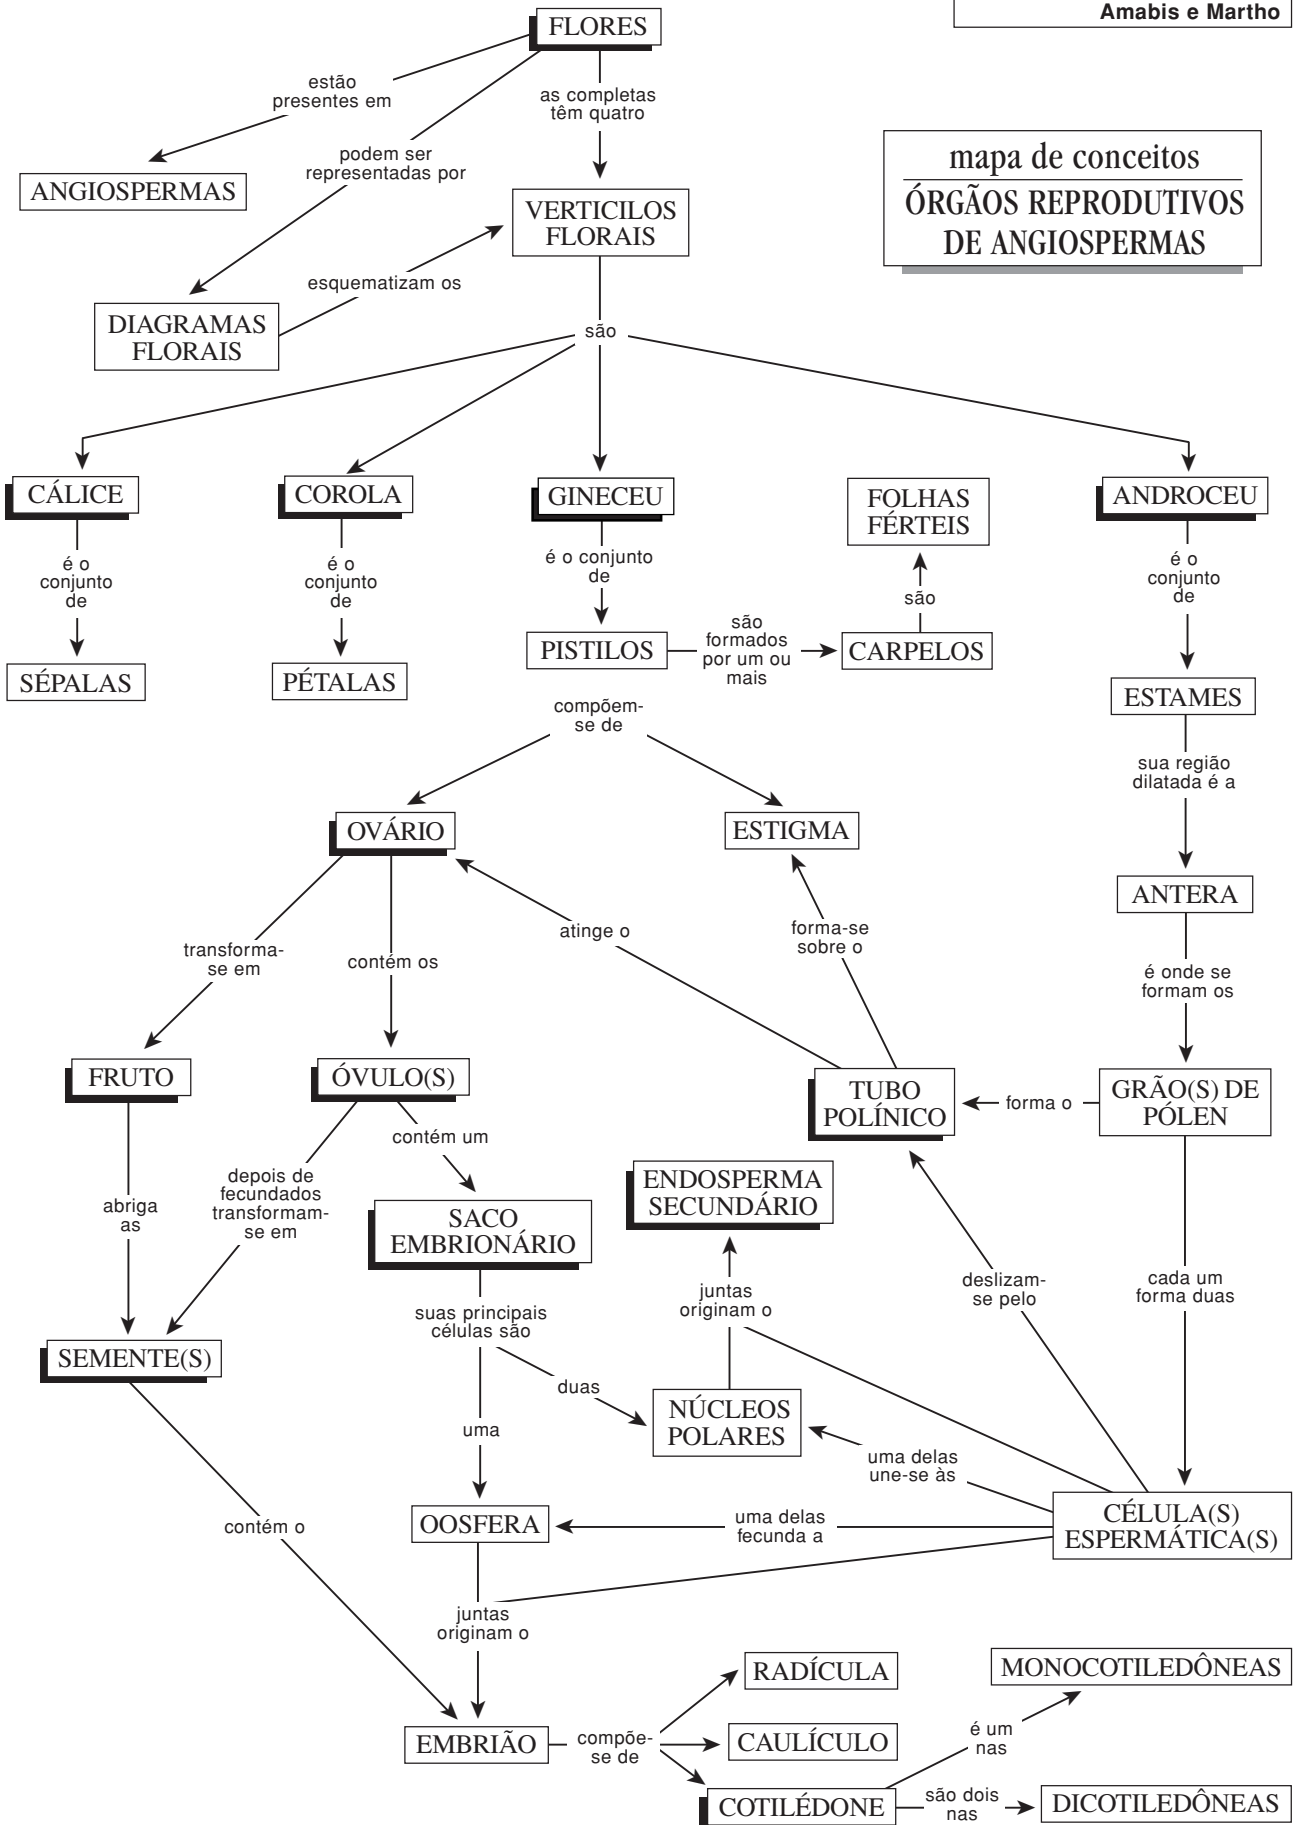 Amabis e Martho
FLORES
estão
presentes em
as completas
têm quatro
podem ser
representadas por
mapa de conceitos
ÓRGÃOS REPRODUTIVOS
DE ANGIOSPERMAS
ANGIOSPERMAS
VERTICILOS
FLORAIS
esquematizam os
DIAGRAMAS
FLORAIS
são
CÁLICE
COROLA
GINECEU
FOLHAS
FÉRTEIS
ANDROCEU
é o
conjunto
de
é o
conjunto
de
é o conjunto
de
são
é o
conjunto
de
SÉPALAS
PÉTALAS
PISTILOS
são
formados
por um ou
mais
CARPELOS
ESTAMES
compõem-
se de
sua região
dilatada é a
OVÁRIO
ESTIGMA
ANTERA
transforma-
se em
contém os
atinge o
forma-se
sobre o
é onde se
formam os
FRUTO
ÓVULO(S)
TUBO
POLÍNICO
forma o
GRÃO(S) DE
PÓLEN
contém um
abriga
as
depois de
fecundados
transformam-
se em
ENDOSPERMA
SECUNDÁRIO
SACO
EMBRIONÁRIO
suas principais
células são
juntas
originam o
deslizam-
se pelo
cada um
forma duas
SEMENTE(S)
duas
uma
NÚCLEOS
POLARES
uma delas
une-se às
contém o
OOSFERA
uma delas
fecunda a
CÉLULA(S)
ESPERMÁTICA(S)
juntas
originam o
RADÍCULA
MONOCOTILEDÔNEAS
EMBRIÃO
compõe-
se de
CAULÍCULO
é um
nas
COTILÉDONE
são dois
nas
DICOTILEDÔNEAS